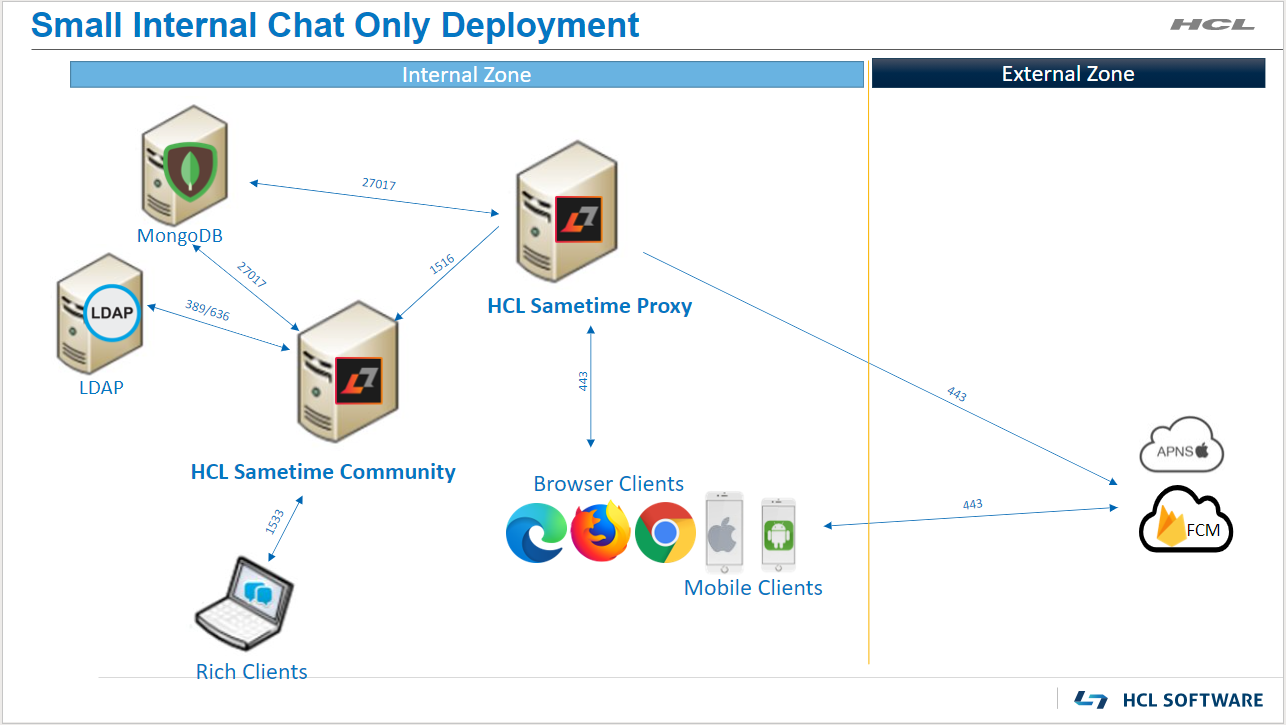 Small Internal Chat Only Deployment
HCL
Internal Zone
External Zone
27017
MongoDB
27017
1516
389/636
LDAP
LDAP
HCL Sametime Proxy
443
443
HCL Sametime Community
APNS
1533
Browser Clients
443
FCM
Mobile Clients
Rich Clients
HCL SOFTWARE